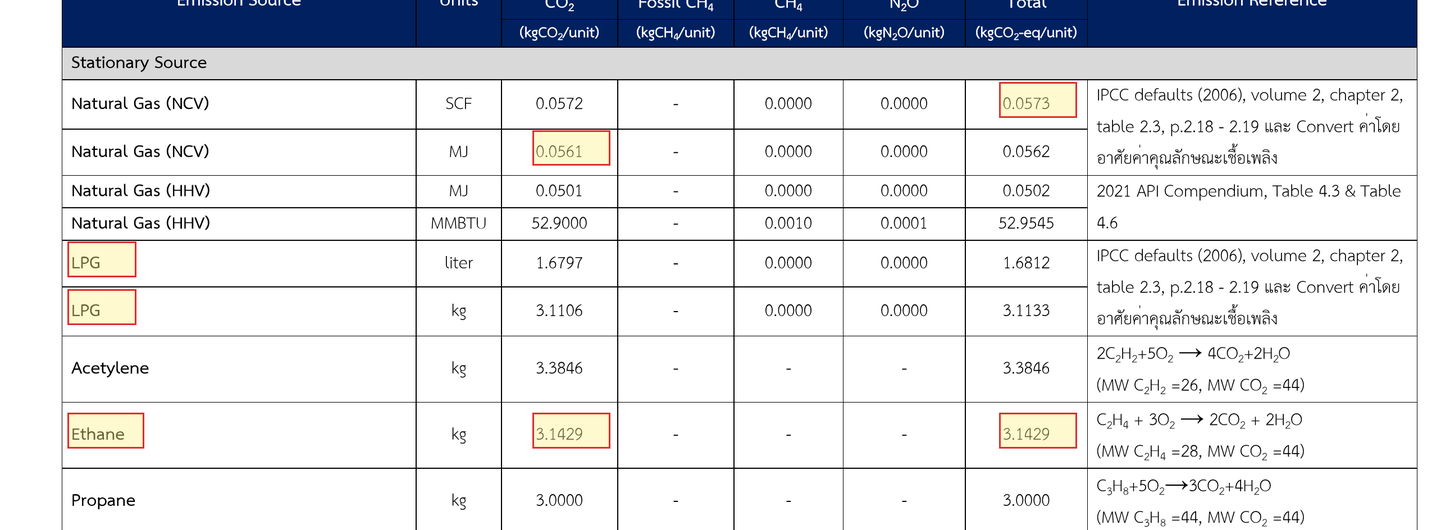 Emission Source Units CO₂ Fossil CH₄ CH₄ N₂O Total Emission Reference
(kgCO₂/unit) (kgCH₄/unit) (kgCH₄/unit) (kgN₂O/unit) (kgCO₂-eq/unit)
Stationary Source
Natural Gas (NCV) SCF 0.0572 - 0.0000 0.0000 0.0573 IPCC defaults (2006), volume 2, chapter 2,
table 2.3, p.2.18 - 2.19 และ Convert ค่าโดย
Natural Gas (NCV) MJ 0.0561 - 0.0000 0.0000 0.0562 อาศัยค่าคุณลักษณะเชื้อเพลิง
Natural Gas (HHV) MJ 0.0501 - 0.0000 0.0000 0.0502 2021 API Compendium, Table 4.3 & Table
Natural Gas (HHV) MMBTU 52.9000 - 0.0010 0.0001 52.9545 4.6
LPG liter 1.6797 - 0.0000 0.0000 1.6812 IPCC defaults (2006), volume 2, chapter 2,
table 2.3, p.2.18 - 2.19 และ Convert ค่าโดย
LPG kg 3.1106 - 0.0000 0.0000 3.1133 อาศัยค่าคุณลักษณะเชื้อเพลิง
Acetylene kg 3.3846 - - - 3.3846 2C₂H₂+5O₂ → 4CO₂+2H₂O
(MW C₂H₂ =26, MW CO₂ =44)
Ethane kg 3.1429 - - - 3.1429 C₂H₄ + 3O₂ → 2CO₂ + 2H₂O
(MW C₂H₄ =28, MW CO₂ =44)
Propane kg 3.0000 - - - 3.0000 C₃H₈+5O₂→3CO₂+4H₂O
(MW C₃H₈ =44, MW CO₂ =44)